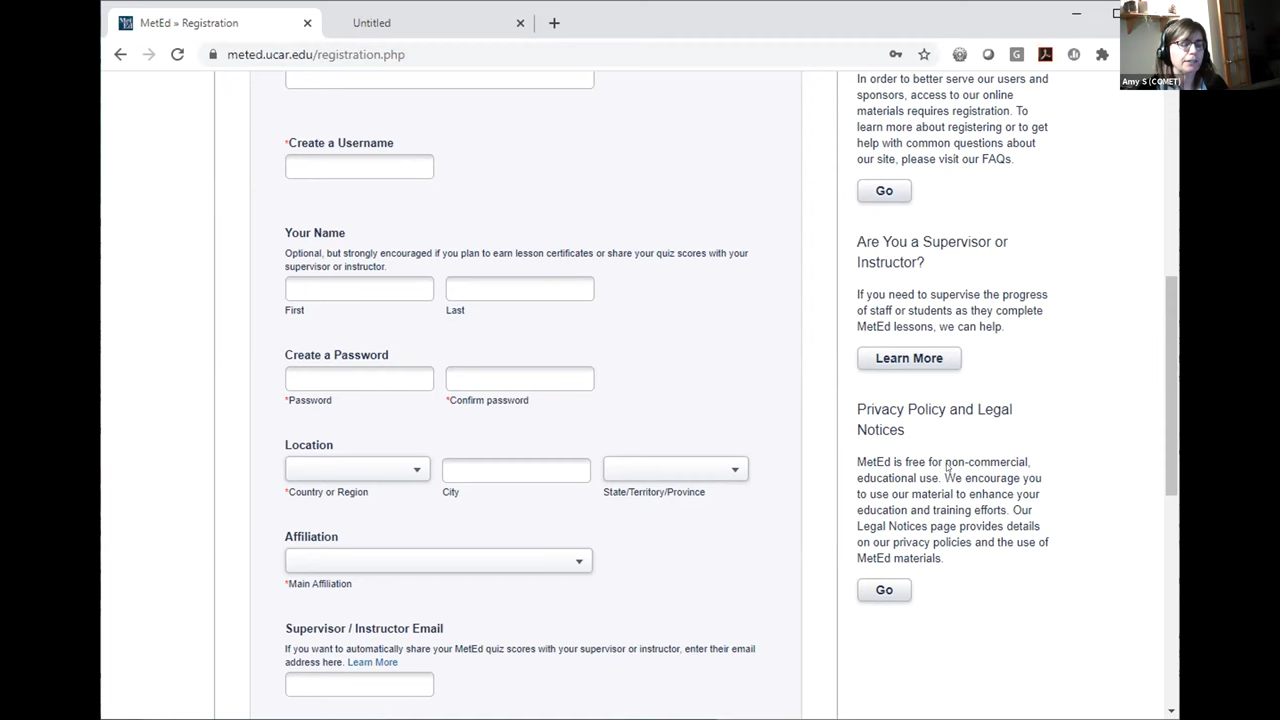 MetEd » Registration
Untitled
meted.ucar.edu/registration.php
Amy S (COMET)
*Create a Username
Your Name
Optional, but strongly encouraged if you plan to earn lesson certificates or share your quiz scores with your
supervisor or instructor.
First
Last
Create a Password
*Password
*Confirm password
Location
*Country or Region
City
State/Territory/Province
Affiliation
*Main Affiliation
Supervisor / Instructor Email
If you want to automatically share your MetEd quiz scores with your supervisor or instructor, enter their email
address here. Learn More
In order to better serve our users and
sponsors, access to our online
materials requires registration. To
learn more about registering or to get
help with common questions about
our site, please visit our FAQs.
Go
Are You a Supervisor or
Instructor?
If you need to supervise the progress
of staff or students as they complete
MetEd lessons, we can help.
Learn More
Privacy Policy and Legal
Notices
MetEd is free for non-commercial,
educational use. We encourage you
to use our material to enhance your
education and training efforts. Our
Legal Notices page provides details
on our privacy policies and the use of
MetEd materials.
Go